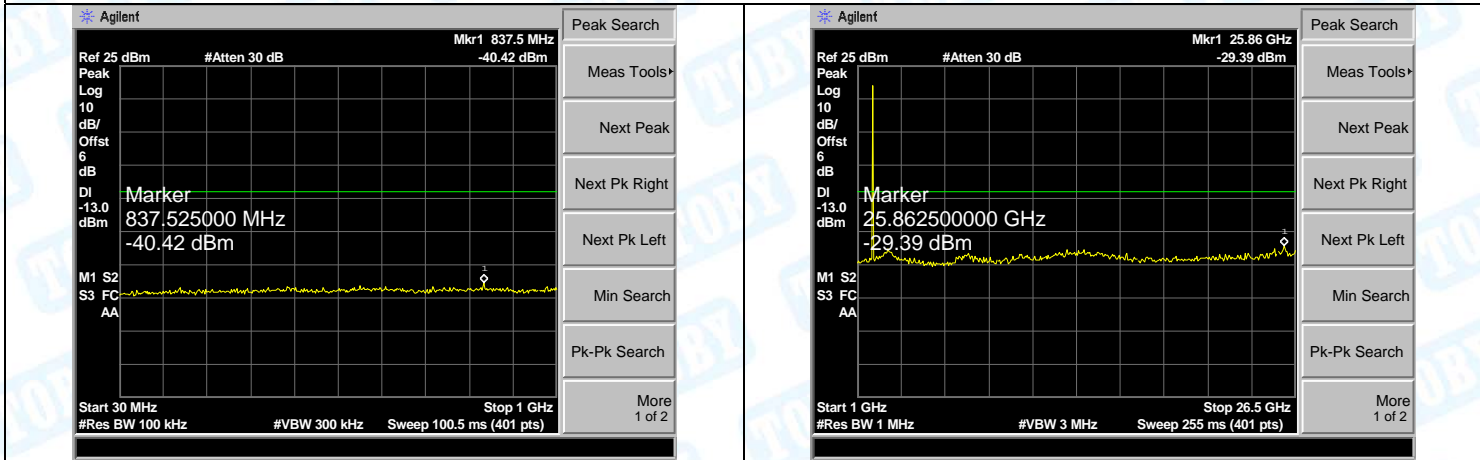 Agilent
Peak Search
Mkr1 837.5 MHz
Ref 25 dBm #Atten 30 dB -40.42 dBm
Peak
Log
10
dB/
Offst
6
dB
DI
-13.0
dBm
Marker
837.525000 MHz
-40.42 dBm
M1 S2
S3 FC
AA
1
Start 30 MHz Stop 1 GHz
#Res BW 100 kHz #VBW 300 kHz Sweep 100.5 ms (401 pts)
Meas Tools
Next Peak
Next Pk Right
Next Pk Left
Min Search
Pk-Pk Search
More
1 of 2
Agilent
Peak Search
Mkr1 25.86 GHz
Ref 25 dBm #Atten 30 dB -29.39 dBm
Peak
Log
10
dB/
Offst
6
dB
DI
-13.0
dBm
Marker
25.862500000 GHz
-29.39 dBm
M1 S2
S3 FC
AA
1
Start 1 GHz Stop 26.5 GHz
#Res BW 1 MHz #VBW 3 MHz Sweep 255 ms (401 pts)
Meas Tools
Next Peak
Next Pk Right
Next Pk Left
Min Search
Pk-Pk Search
More
1 of 2
TOBY